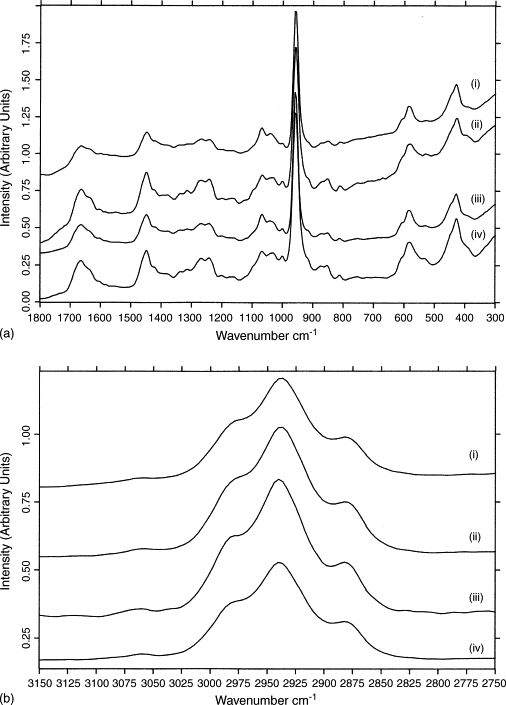 1.75
1.50
1.25
1.00
0.75
0.50
0.25
0.00
Intensity (Arbitrary Units)
(i)
(ii)
(iii)
(iv)
1800 1700 1600 1500 1400 1300 1200 1100 1000 900 800 700 600 500 400 300
Wavenumber cm-1
(a)
1.00
0.75
0.50
0.25
Intensity (Arbitrary Units)
(i)
(ii)
(iii)
(iv)
3150 3125 3100 3075 3050 3025 3000 2975 2950 2925 2900 2875 2850 2825 2800 2775 2750
Wavenumber cm-1
(b)